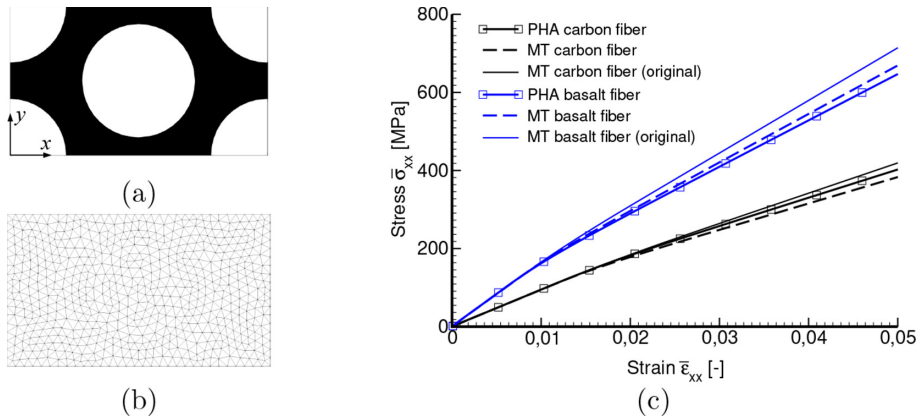 y
x
(a)
(b)
800
600
400
200
0
Stress σ̅xx [MPa]
PHA carbon fiber
MT carbon fiber
MT carbon fiber (original)
PHA basalt fiber
MT basalt fiber
MT basalt fiber (original)
0
0,01
0,02
0,03
0,04
0,05
Strain ε̅xx [-]
(c)